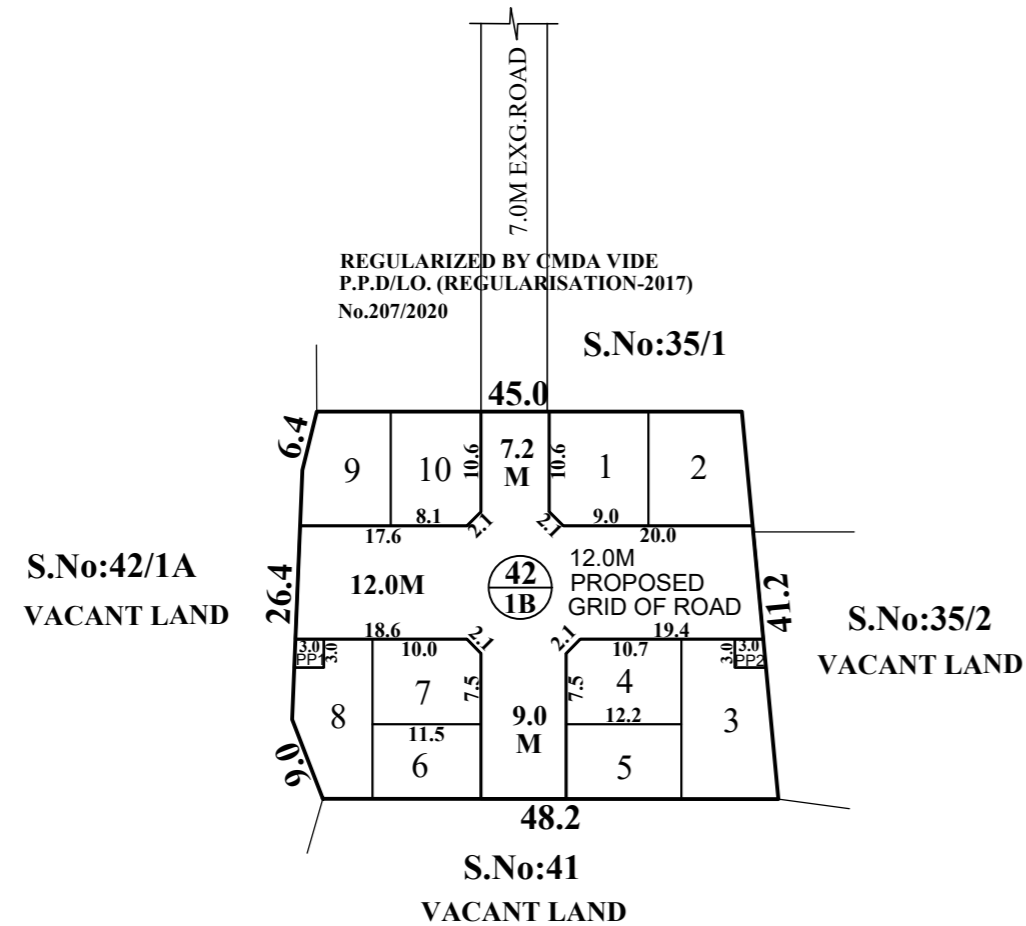 7.0M EXG.ROAD
REGULARIZED BY CMDA VIDE
P.P.D/LO. (REGULARISATION-2017)
No.207/2020
S.No:35/1
45.0
6.4
9
10
10.6
7.2
M
10.6
1
2
8.1
2.1
2.1
9.0
17.6
20.0
S.No:42/1A
VACANT LAND
26.4
12.0M
42
1B
12.0M
PROPOSED
GRID OF ROAD
41.2
S.No:35/2
VACANT LAND
18.6
2.1
2.1
19.4
3.0
PP1
3.0
10.0
10.7
3.0
3.0
PP2
8
7
7.5
9.0
M
7.5
4
3
11.5
12.2
9.0
6
5
48.2
S.No:41
VACANT LAND